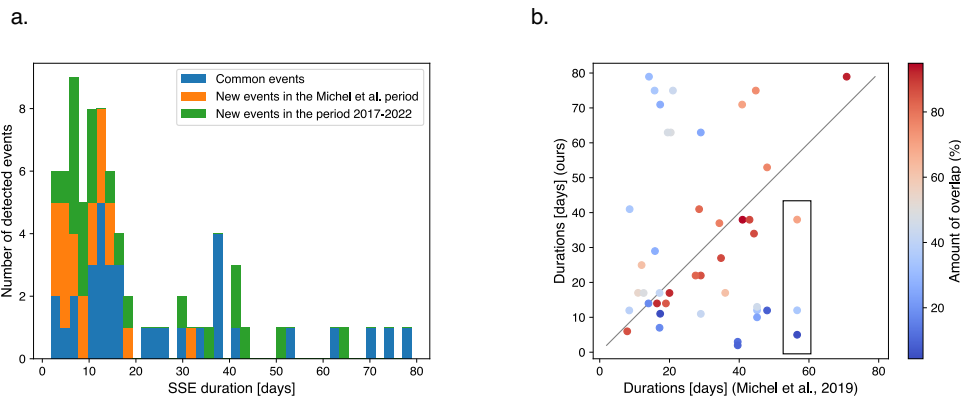 a.
Number of detected events
8
6
4
2
0
Common events
New events in the Michel et al. period
New events in the period 2017-2022
0 10 20 30 40 50 60 70 80
SSE duration [days]
b.
Durations [days] (ours)
80
70
60
50
40
30
20
10
0
0 20 40 60 80
Durations [days] (Michel et al., 2019)
80
60
40
20
Amount of overlap (%)